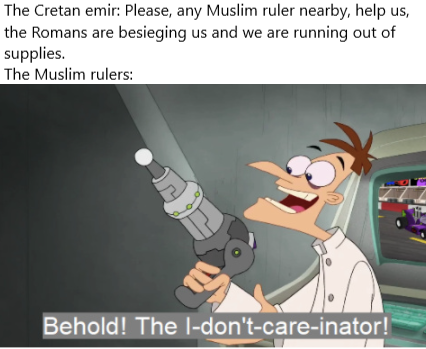 The Cretan emir: Please, any Muslim ruler nearby, help us,
the Romans are besieging us and we are running out of
supplies.
The Muslim rulers:
Behold! The I-don't-care-inator!